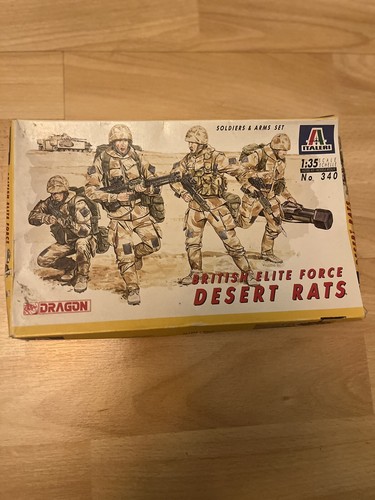 SOLDIERS & ARMS SET
ITALERI
1:35 SCALE
No 340
BRITISH ELITE FORCE
DESERT RATS
DRAGON